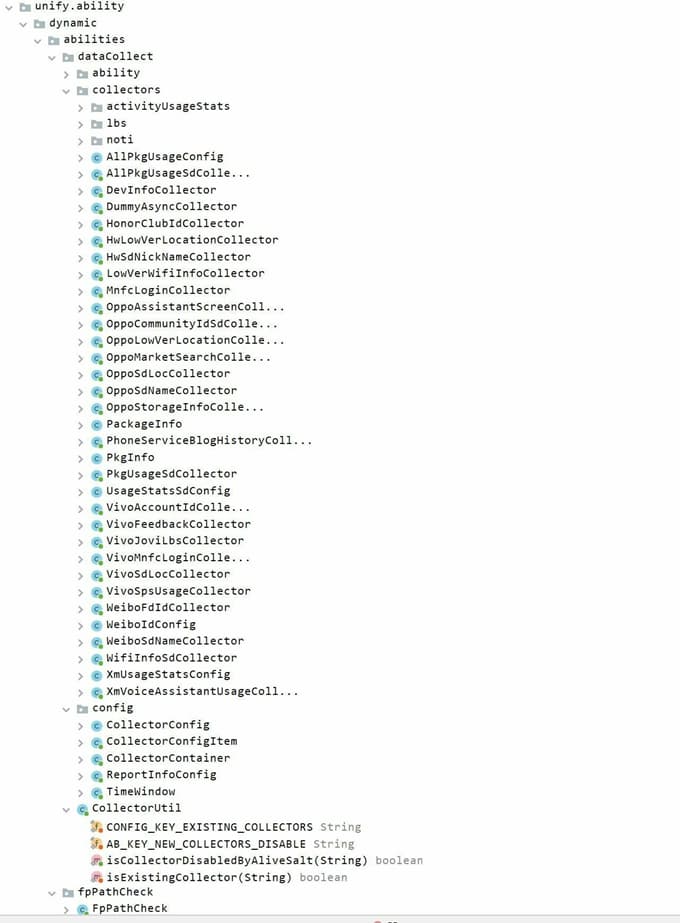 unify.ability
dynamic
abilities
dataCollect
ability
collectors
activityUsageStats
lbs
noti
AllPkgUsageConfig
AllPkgUsageSdColle...
DevInfoCollector
DummyAsyncCollector
HonorClubIdCollector
HwLowVerLocationCollector
HwSdNickNameCollector
LowVerWifiInfoCollector
MnfcLoginCollector
OppoAssistantScreenColl...
OppoCommunityIdSdColle...
OppoLowVerLocationColle...
OppoMarketSearchColle...
OppoSdLocCollector
OppoSdNameCollector
OppoStorageInfoColle...
PackageInfo
PhoneServiceBlogHistoryColl...
PkgInfo
PkgUsageSdCollector
UsageStatsSdConfig
VivoAccountIdColle...
VivoFeedbackCollector
VivoJoviLbsCollector
VivoMnfcLoginColle...
VivoSdLocCollector
VivoSpsUsageCollector
WeiboFdIdCollector
WeiboIdConfig
WeiboSdNameCollector
WifiInfoSdCollector
XmUsageStatsConfig
XmVoiceAssistantUsageColl...
config
CollectorConfig
CollectorConfigItem
CollectorContainer
ReportInfoConfig
TimeWindow
CollectorUtil
CONFIG_KEY_EXISTING_COLLECTORS String
AB_KEY_NEW_COLLECTORS_DISABLE String
isCollectorDisabledByAliveSalt(String) boolean
isExistingCollector(String) boolean
fpPathCheck
FpPathCheck